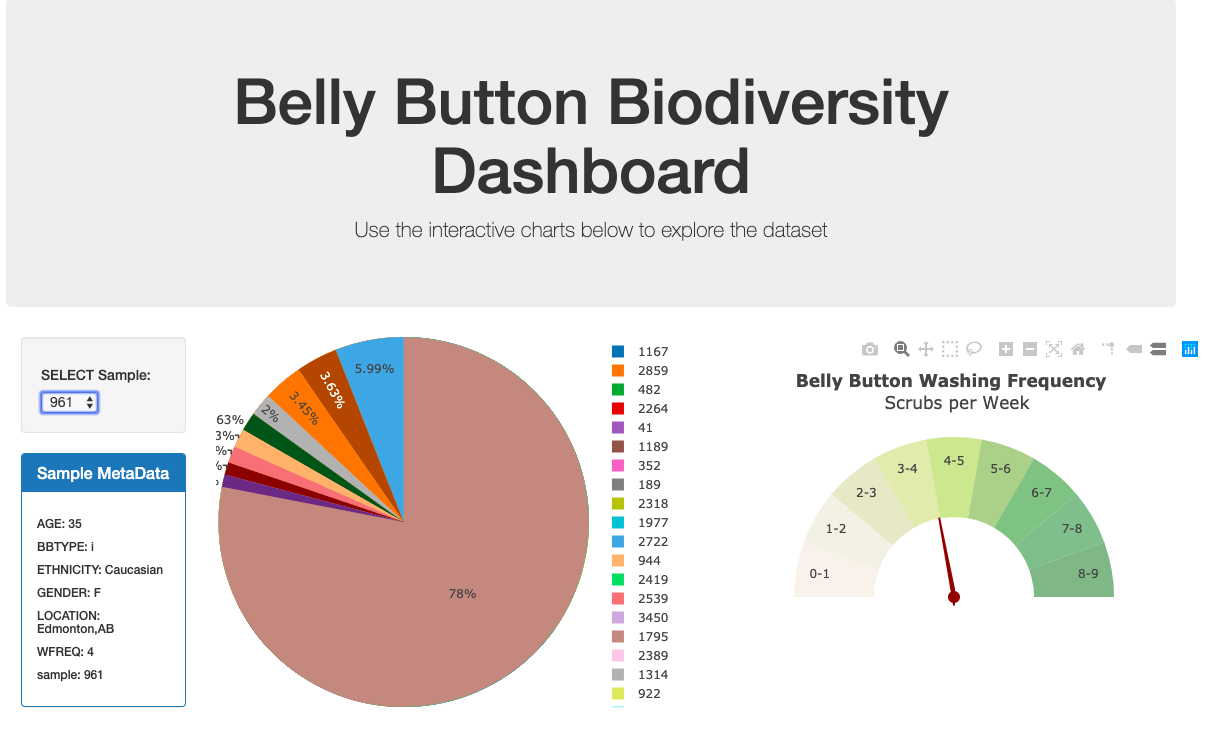 Belly Button Biodiversity
Dashboard
Use the interactive charts below to explore the dataset
SELECT Sample:
961
Sample MetaData
AGE: 35
BBTYPE: i
ETHNICITY: Caucasian
GENDER: F
LOCATION:
Edmonton,AB
WFREQ: 4
sample: 961
5.99%
3.63%
3.45%
2%
63%
3%
%
%
78%
1167
2859
482
2264
41
1189
352
189
2318
1977
2722
944
2419
2539
3450
1795
2389
1314
922
Belly Button Washing Frequency
Scrubs per Week
0-1
1-2
2-3
3-4
4-5
5-6
6-7
7-8
8-9